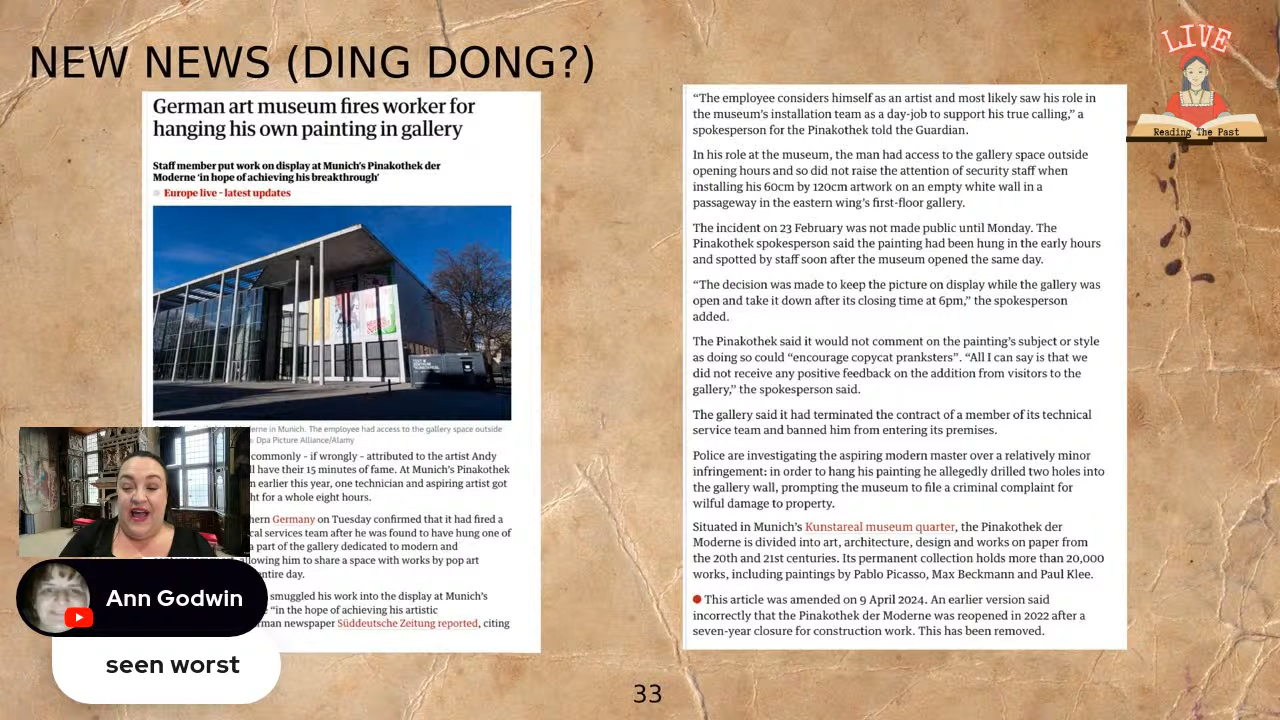 NEW NEWS (DING DONG?)
LIVE
Reading The Past
German art museum fires worker for
hanging his own painting in gallery
Staff member put work on display at Munich's Pinakothek der
Moderne 'in hope of achieving his breakthrough'
Europe live – latest updates
erne in Munich. The employee had access to the gallery space outside
Dpa Picture Alliance/Alamy
commonly – if wrongly – attributed to the artist Andy
ll have their 15 minutes of fame. At Munich's Pinakothek
n earlier this year, one technician and aspiring artist got
ht for a whole eight hours.
hern Germany on Tuesday confirmed that it had fired a
cal services team after he was found to have hung one of
a part of the gallery dedicated to modern and
llowing him to share a space with works by pop art
entire day.
smuggled his work into the display at Munich's
"in the hope of achieving his artistic
rman newspaper Süddeutsche Zeitung reported, citing
"The employee considers himself as an artist and most likely saw his role in
the museum's installation team as a day-job to support his true calling," a
spokesperson for the Pinakothek told the Guardian.
In his role at the museum, the man had access to the gallery space outside
opening hours and so did not raise the attention of security staff when
installing his 60cm by 120cm artwork on an empty white wall in a
passageway in the eastern wing's first-floor gallery.
The incident on 23 February was not made public until Monday. The
Pinakothek spokesperson said the painting had been hung in the early hours
and spotted by staff soon after the museum opened the same day.
"The decision was made to keep the picture on display while the gallery was
open and take it down after its closing time at 6pm," the spokesperson
added.
The Pinakothek said it would not comment on the painting's subject or style
as doing so could "encourage copycat pranksters". "All I can say is that we
did not receive any positive feedback on the addition from visitors to the
gallery," the spokesperson said.
The gallery said it had terminated the contract of a member of its technical
service team and banned him from entering its premises.
Police are investigating the aspiring modern master over a relatively minor
infringement: in order to hang his painting he allegedly drilled two holes into
the gallery wall, prompting the museum to file a criminal complaint for
wilful damage to property.
Situated in Munich's Kunstareal museum quarter, the Pinakothek der
Moderne is divided into art, architecture, design and works on paper from
the 20th and 21st centuries. Its permanent collection holds more than 20,000
works, including paintings by Pablo Picasso, Max Beckmann and Paul Klee.
This article was amended on 9 April 2024. An earlier version said
incorrectly that the Pinakothek der Moderne was reopened in 2022 after a
seven-year closure for construction work. This has been removed.
Ann Godwin
seen worst
33